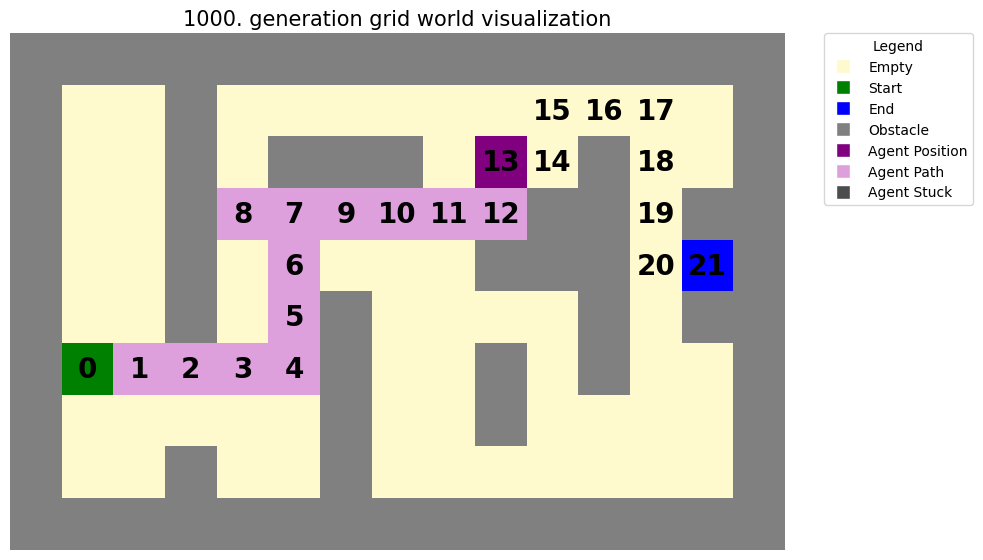 1000. generation grid world visualization
15 16 17
13 14 18
8 7 9 10 11 12 19
6 20 21
5
0 1 2 3 4
Legend
Empty
Start
End
Obstacle
Agent Position
Agent Path
Agent Stuck